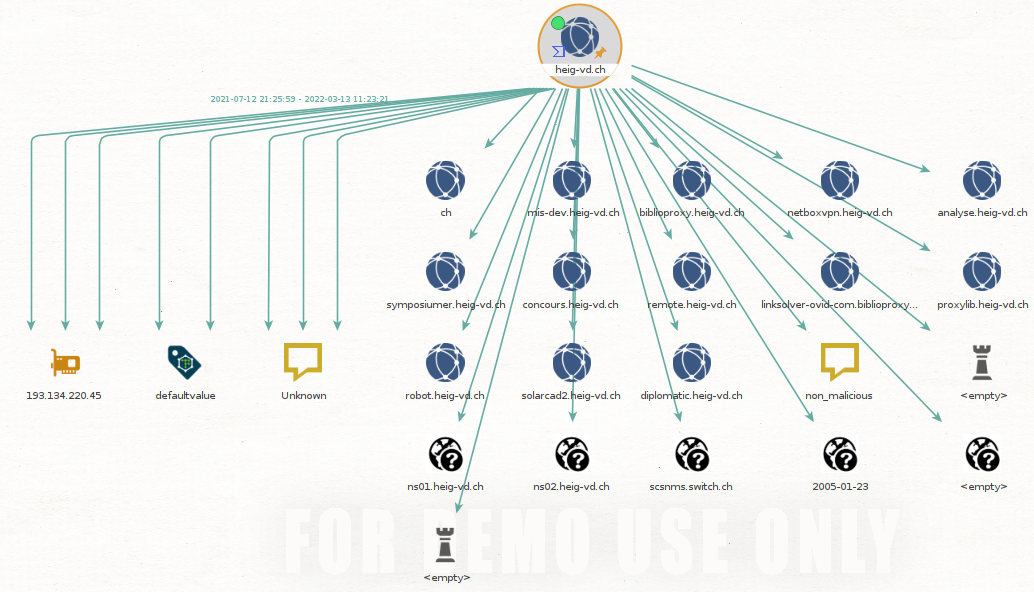 heig-vd.ch
2021-07-12 21:25:59 - 2022-03-13 11:23:21
ch
mis-dev.heig-vd.ch
biblioproxy.heig-vd.ch
netboxvpn.heig-vd.ch
analyse.heig-vd.ch
symposiumer.heig-vd.ch
concours.heig-vd.ch
remote.heig-vd.ch
linksolver-ovid-com.biblioproxy...
proxylib.heig-vd.ch
193.134.220.45
defaultvalue
Unknown
robot.heig-vd.ch
solarcad2.heig-vd.ch
diplomatic.heig-vd.ch
non_malicious
<empty>
ns01.heig-vd.ch
ns02.heig-vd.ch
scsnms.switch.ch
2005-01-23
<empty>
FOR DEMO USE ONLY
<empty>